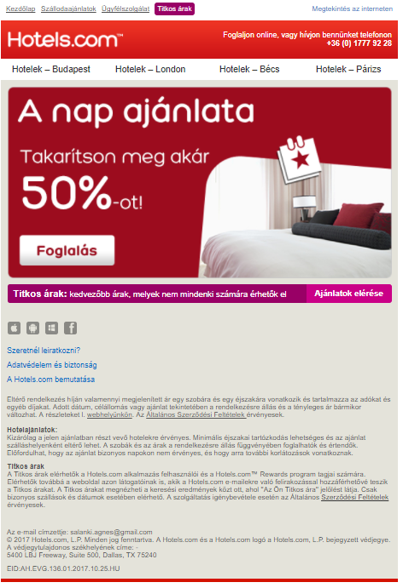 Kezdőlap Szállodaajánlatok Ügyfélszolgálat Titkos árak Megtekintés az interneten
Hotels.com™
Foglaljon online, vagy hívjon bennünket telefonon
+36 (0) 1777 92 28
Hotelek – Budapest Hotelek – London Hotelek – Bécs Hotelek – Párizs
A nap ajánlata
Takarítson meg akár
50%-ot!
Foglalás
Titkos árak: kedvezőbb árak, melyek nem mindenki számára érhetők el Ajánlatok elérése
Szeretnél leiratkozni?
Adatvédelem és biztonság
A Hotels.com bemutatása
Eltérő rendelkezés híján valamennyi megjelenített ár egy szobára és egy éjszakára vonatkozik és tartalmazza az adókat és
egyéb díjakat. Adott dátum, célállomás vagy ajánlat tekintetében a rendelkezésre állás és a tényleges ár bármikor
változhat. A részleteket l. webhelyünkön. Az Általános Szerződési Feltételek érvényesek.
Hotelajánlatok:
Kizárólag a jelen ajánlatban részt vevő hotelekre érvényes. Minimális éjszakai tartózkodás lehetséges és az ajánlat
szálláshelyenként eltérő lehet. A szobák és az árak a rendelkezésre állás függvényében foglalhatók és értendők.
Előfordulhat, hogy az ajánlat bizonyos napokon nem érvényes, és hogy arra további korlátozások vonatkoznak.
Titkos árak
A Titkos árak elérhetők a Hotels.com alkalmazás felhasználói és a Hotels.com™ Rewards program tagjai számára.
Elérhetők továbbá a weboldal azon látogatóinak is, akik a Hotels.com e-mailekre való felirakozással hozzáférhetővé teszik
a Titkos árakat. A Titkos árakat megnézheti a keresési eredmények közt ott, ahol "Az Ön Titkos ára" jelölést látja. Csak
bizonyos szállások és dátumok esetében elérhető. A szolgáltatás igénybevétele esetén az Általános Szerződési Feltételek
érvényesek.
Az e-mail címzettje: salanki.agnes@gmail.com
© 2017 Hotels.com, L.P. Minden jog fenntartva. A Hotels.com és a Hotels.com logó a Hotels.com, L.P. bejegyzett védjegye.
A védjegytulajdonos székhelyének címe: -
5400 LBJ Freeway, Suite 500, Dallas, TX 75240
EID:AH.EVG.136.01.2017.10.25.HU